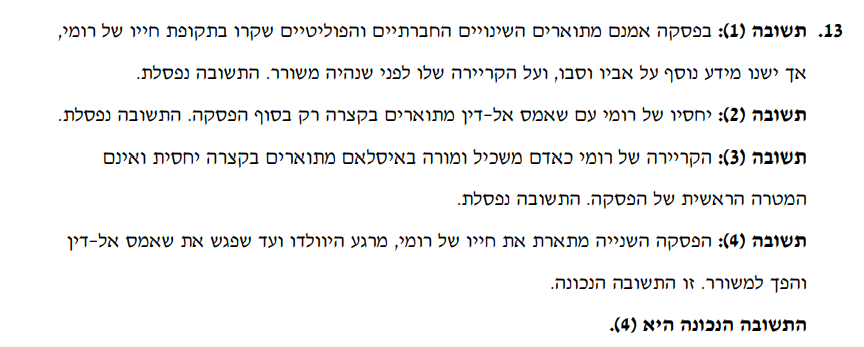 13. תשובה (1): בפסקה אמנם מתוארים השינויים החברתיים והפוליטיים שקרו בתקופת חייו של רומי,
אך ישנו מידע נוסף על אביו וסבו, ועל הקריירה שלו לפני שנהיה משורר. התשובה נפסלת.
תשובה (2): יחסיו של רומי עם שאמס אל-דין מתוארים בקצרה רק בסוף הפסקה. התשובה נפסלת.
תשובה (3): הקריירה של רומי כאדם משכיל ומורה באיסלאם מתוארים בקצרה יחסית ואינם
המטרה הראשית של הפסקה. התשובה נפסלת.
תשובה (4): הפסקה השנייה מתארת את חייו של רומי, מרגע היוולדו ועד שפגש את שאמס אל-דין
והפך למשורר. זו התשובה הנכונה.
התשובה הנכונה היא (4).